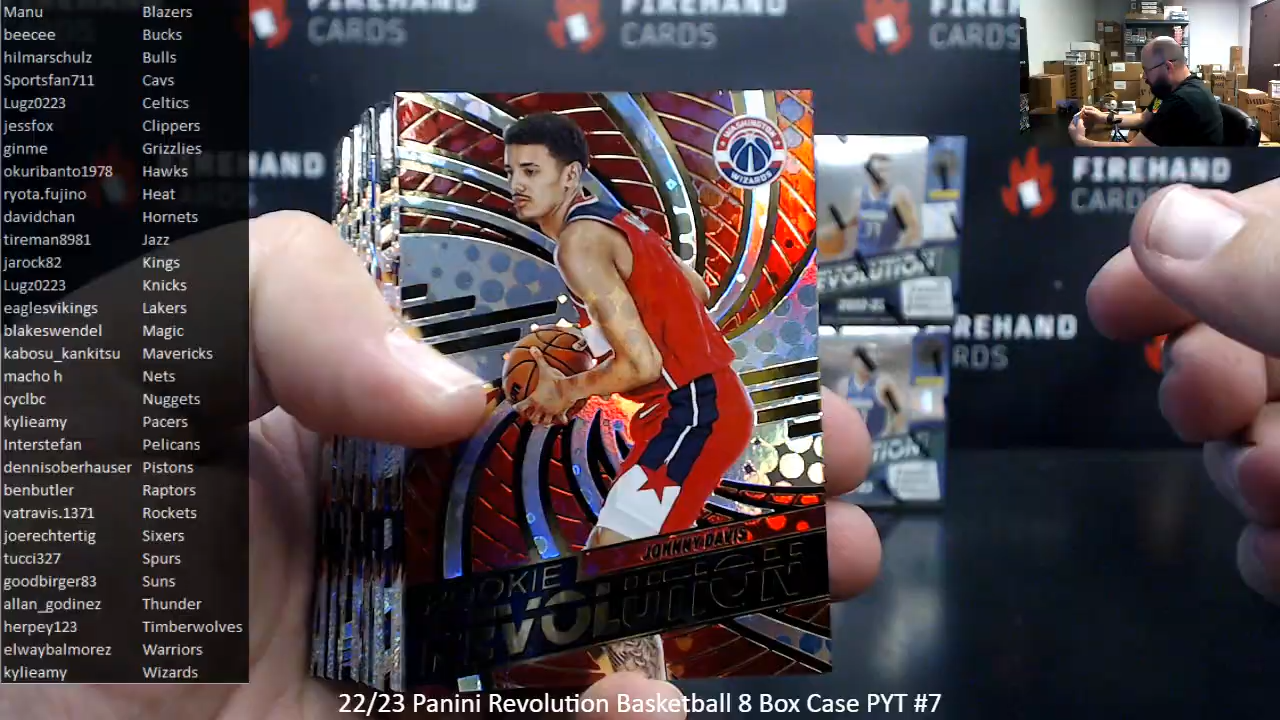 Manu Blazers
beecee Bucks
hilmarschulz Bulls
Sportsfan711 Cavs
Lugz0223 Celtics
jessfox Clippers
ginme Grizzlies
okuribanto1978 Hawks
ryota.fujino Heat
davidchan Hornets
tireman8981 Jazz
jarock82 Kings
Lugz0223 Knicks
eaglesvikings Lakers
blakeswendel Magic
kabosu_kankitsu Mavericks
macho h Nets
cyclbc Nuggets
kylieamy Pacers
Interstefan Pelicans
dennisoberhauser Pistons
benbutler Raptors
vatravis.1371 Rockets
joerechtertig Sixers
tucci327 Spurs
goodbirger83 Suns
allan_godinez Thunder
herpey123 Timberwolves
elwaybalmorez Warriors
kylieamy Wizards
FIREHAND
CARDS
FIREHAND
CARDS
CARDS
FIREHAND
CARDS
WASHINGTON
WIZARDS
JOHNNY DAVIS
ROOKIE
REVOLUTION
22/23 Panini Revolution Basketball 8 Box Case PYT #7